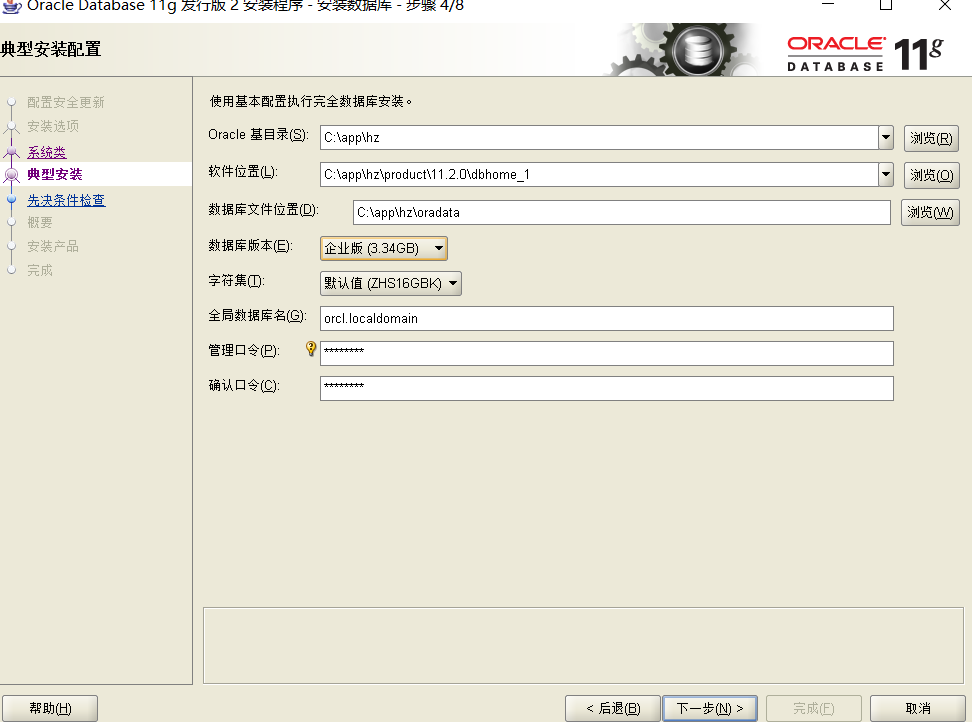 Oracle Database 11g 发行版 2 安装程序 - 安装数据库 - 步骤 4/8
典型安装配置
ORACLE 11g
DATABASE
配置安全更新
安装选项
系统类
典型安装
先决条件检查
概要
安装产品
完成
使用基本配置执行完全数据库安装。
Oracle 基目录(S): C:\app\hz 浏览(R)
软件位置(L): C:\app\hz\product\11.2.0\dbhome_1 浏览(O)
数据库文件位置(D): C:\app\hz\oradata 浏览(W)
数据库版本(E): 企业版 (3.34GB)
字符集(T): 默认值 (ZHS16GBK)
全局数据库名(G): orcl.localdomain
管理口令(P): ********
确认口令(C): ********
帮助(H) < 后退(B) 下一步(N) > 完成(F) 取消